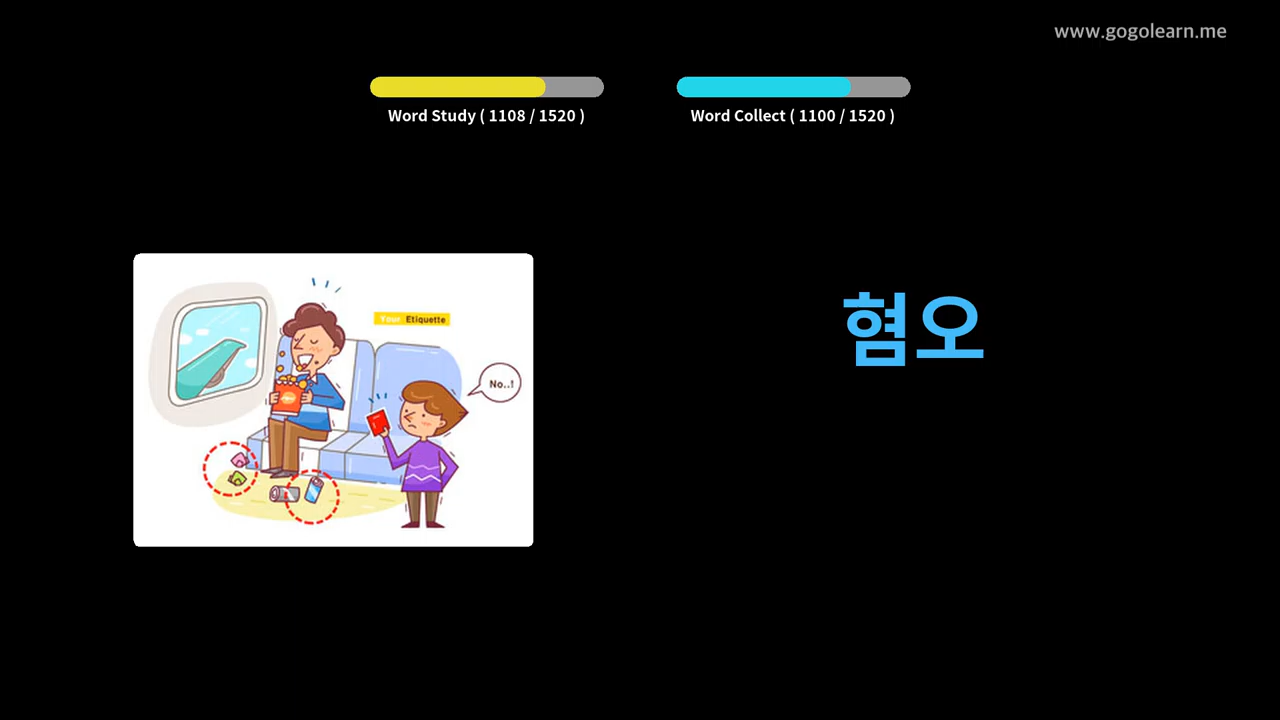 www.gogolearn.me
Word Study ( 1108 / 1520 )
Word Collect ( 1100 / 1520 )
혐오
Your Etiquette
No..!